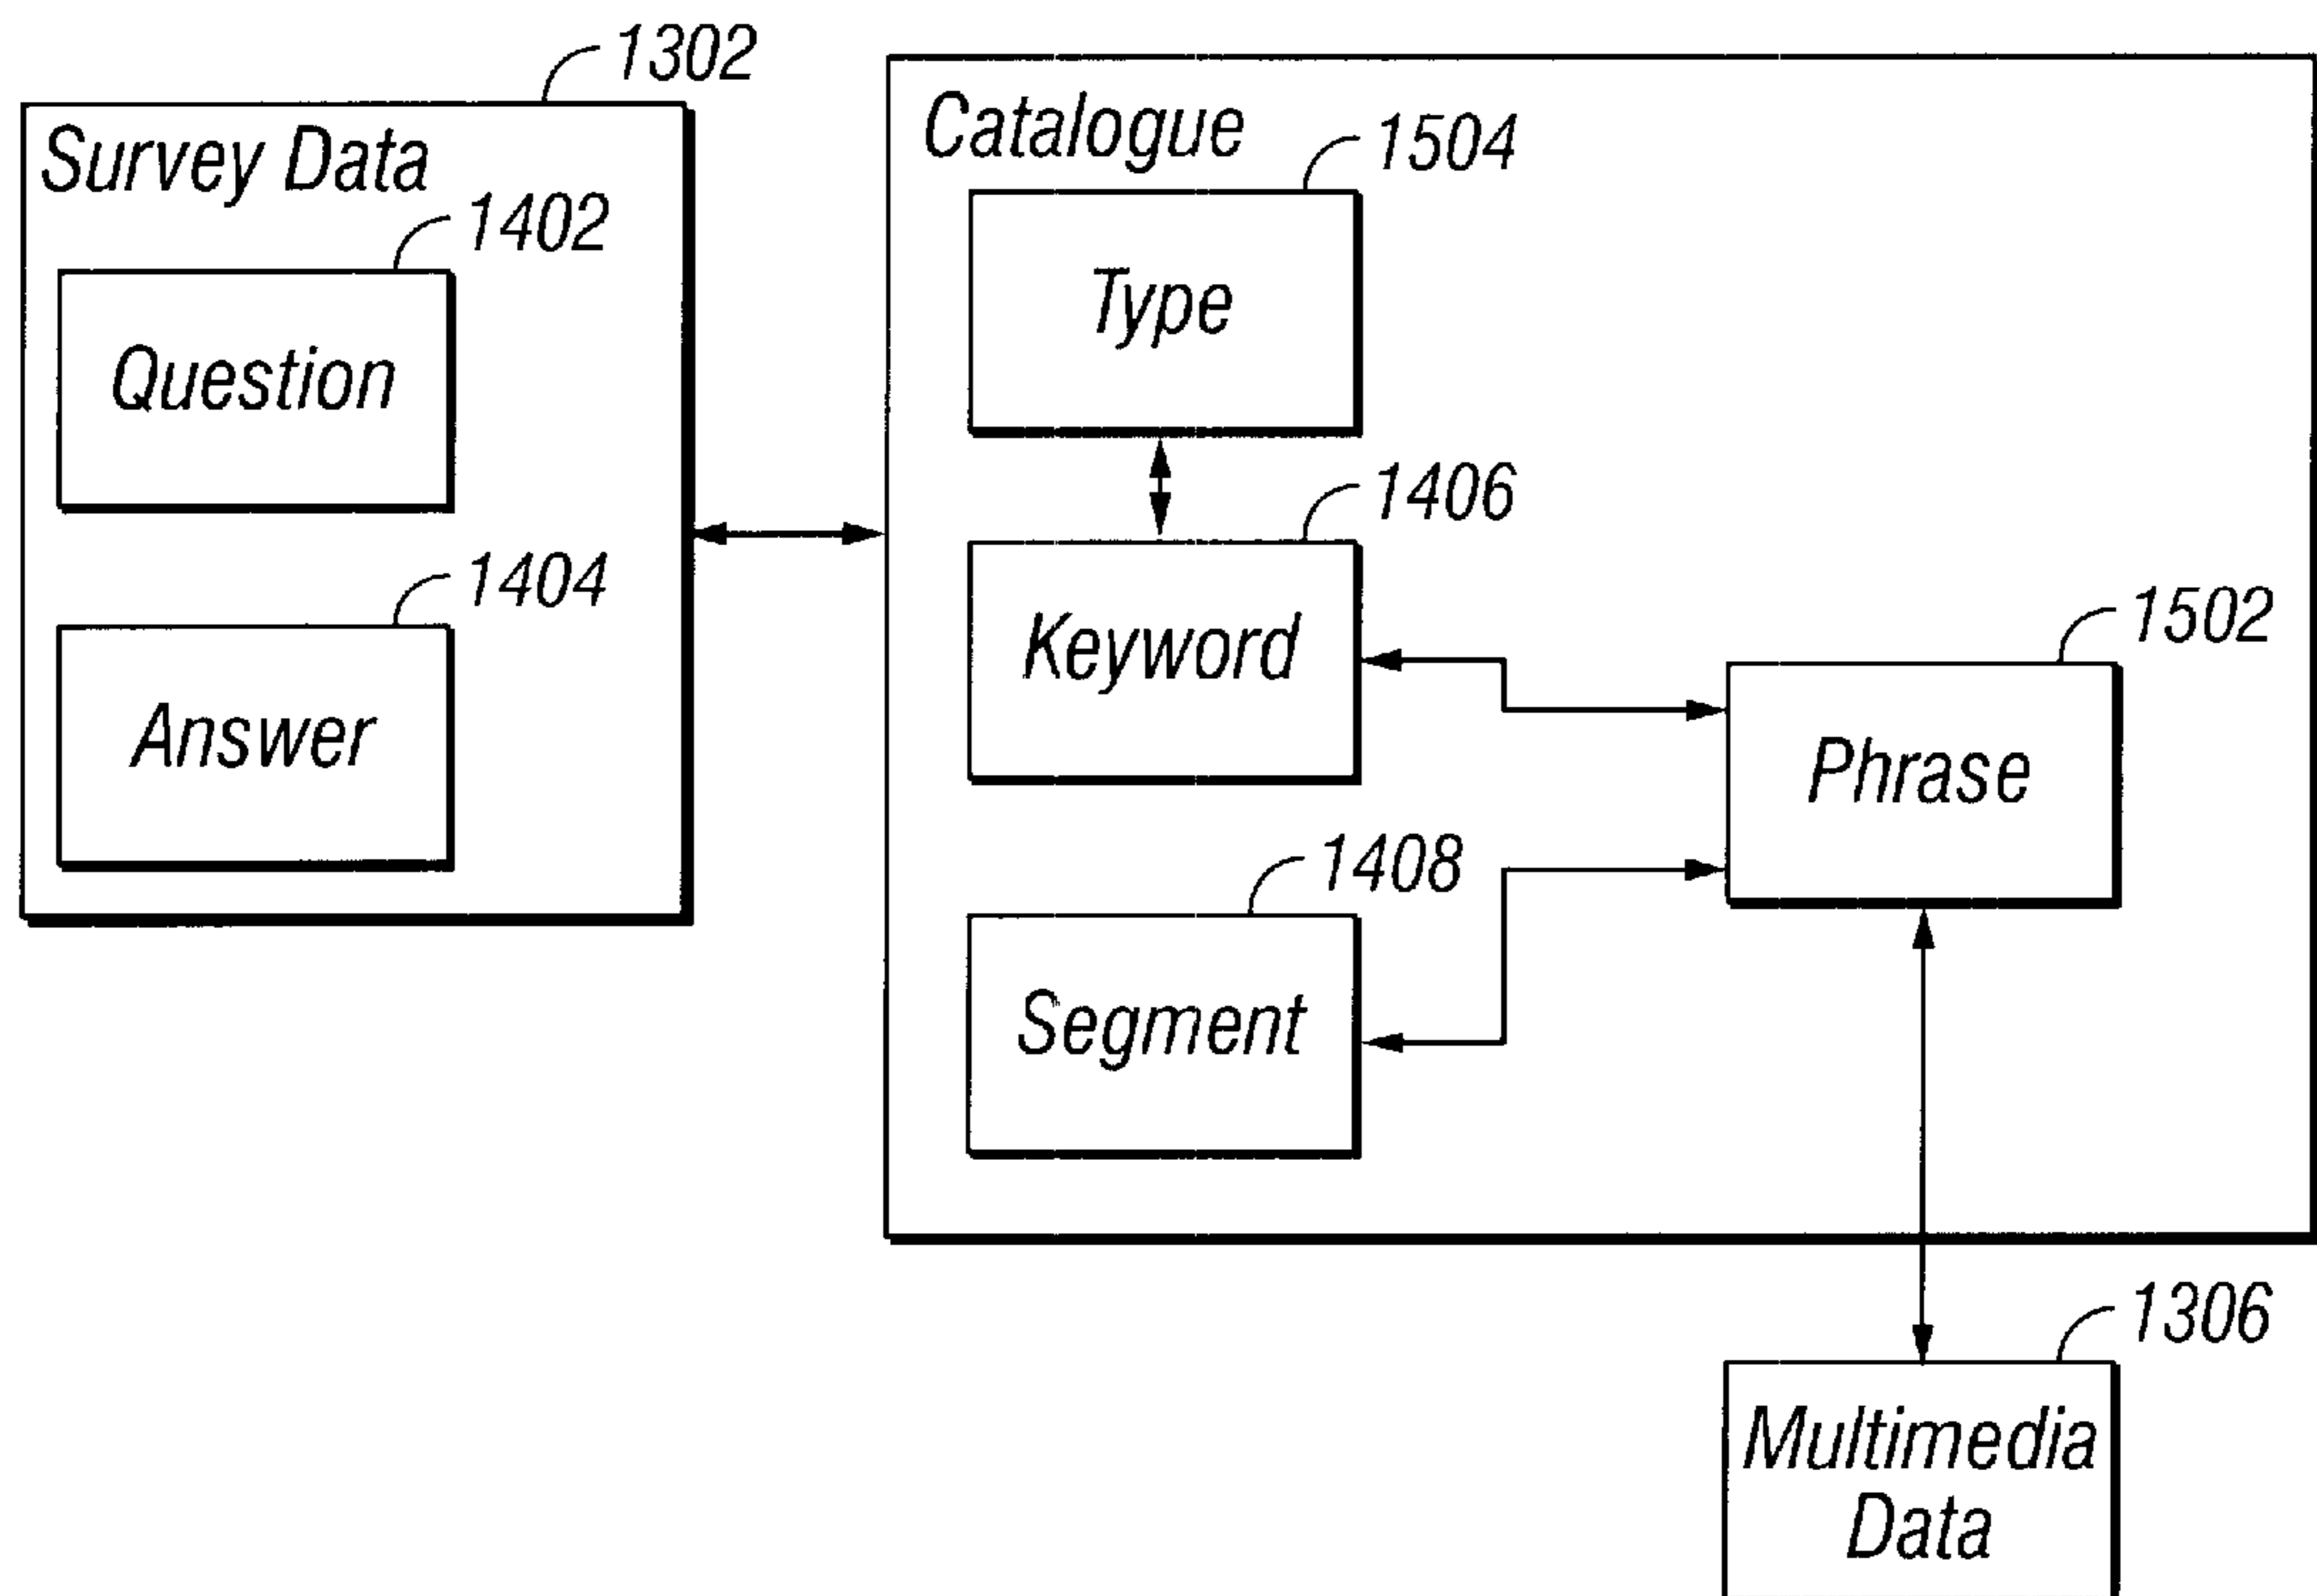 1302
Survey Data
1402
Question
1404
Answer
Catalogue
1504
Type
1406
Keyword
1502
Phrase
1408
Segment
1306
Multimedia
Data